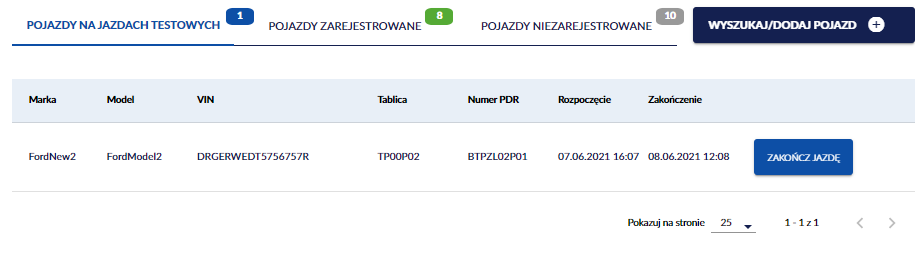 POJAZDY NA JAZDACH TESTOWYCH 1 POJAZDY ZAREJESTROWANE 8 POJAZDY NIEZAREJESTROWANE 10 WYSZUKAJ/DODAJ POJAZD
Marka Model VIN Tablica Numer PDR Rozpoczęcie Zakończenie
FordNew2 FordModel2 DRGERWEDT5756757R TP00P02 BTPZL02P01 07.06.2021 16:07 08.06.2021 12:08 ZAKOŃCZ JAZDĘ
Pokazuj na stronie 25 1 - 1 z 1